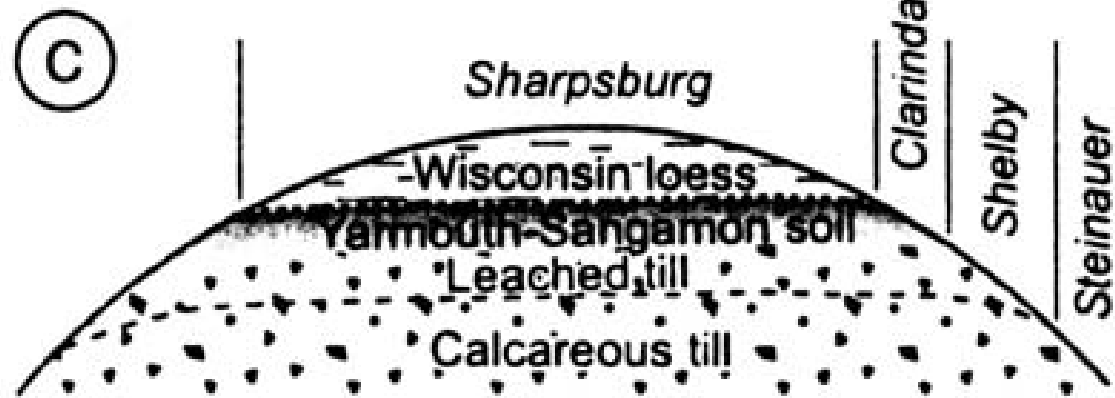 C
Sharpsburg
Clarinda
Shelby
Steinauer
Wisconsin loess
Yarmouth-Sangamon soil
Leached till
Calcareous till